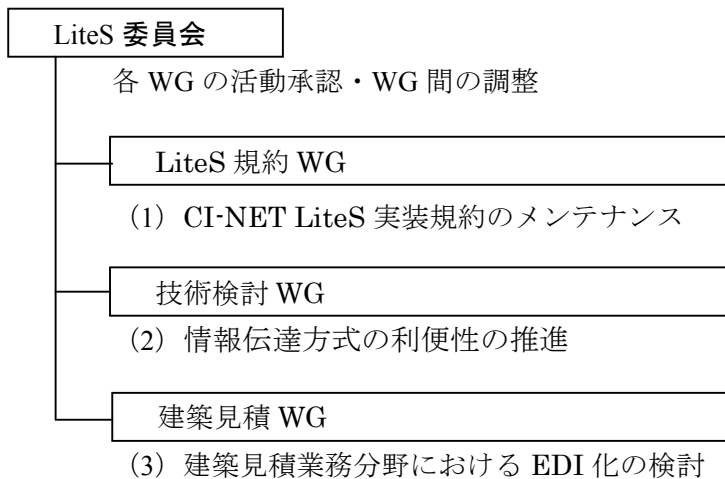 LiteS 委員会
各 WG の活動承認・WG 間の調整
LiteS 規約 WG
（1）CI-NET LiteS 実装規約のメンテナンス
技術検討 WG
（2）情報伝達方式の利便性の推進
建築見積 WG
（3）建築見積業務分野における EDI 化の検討